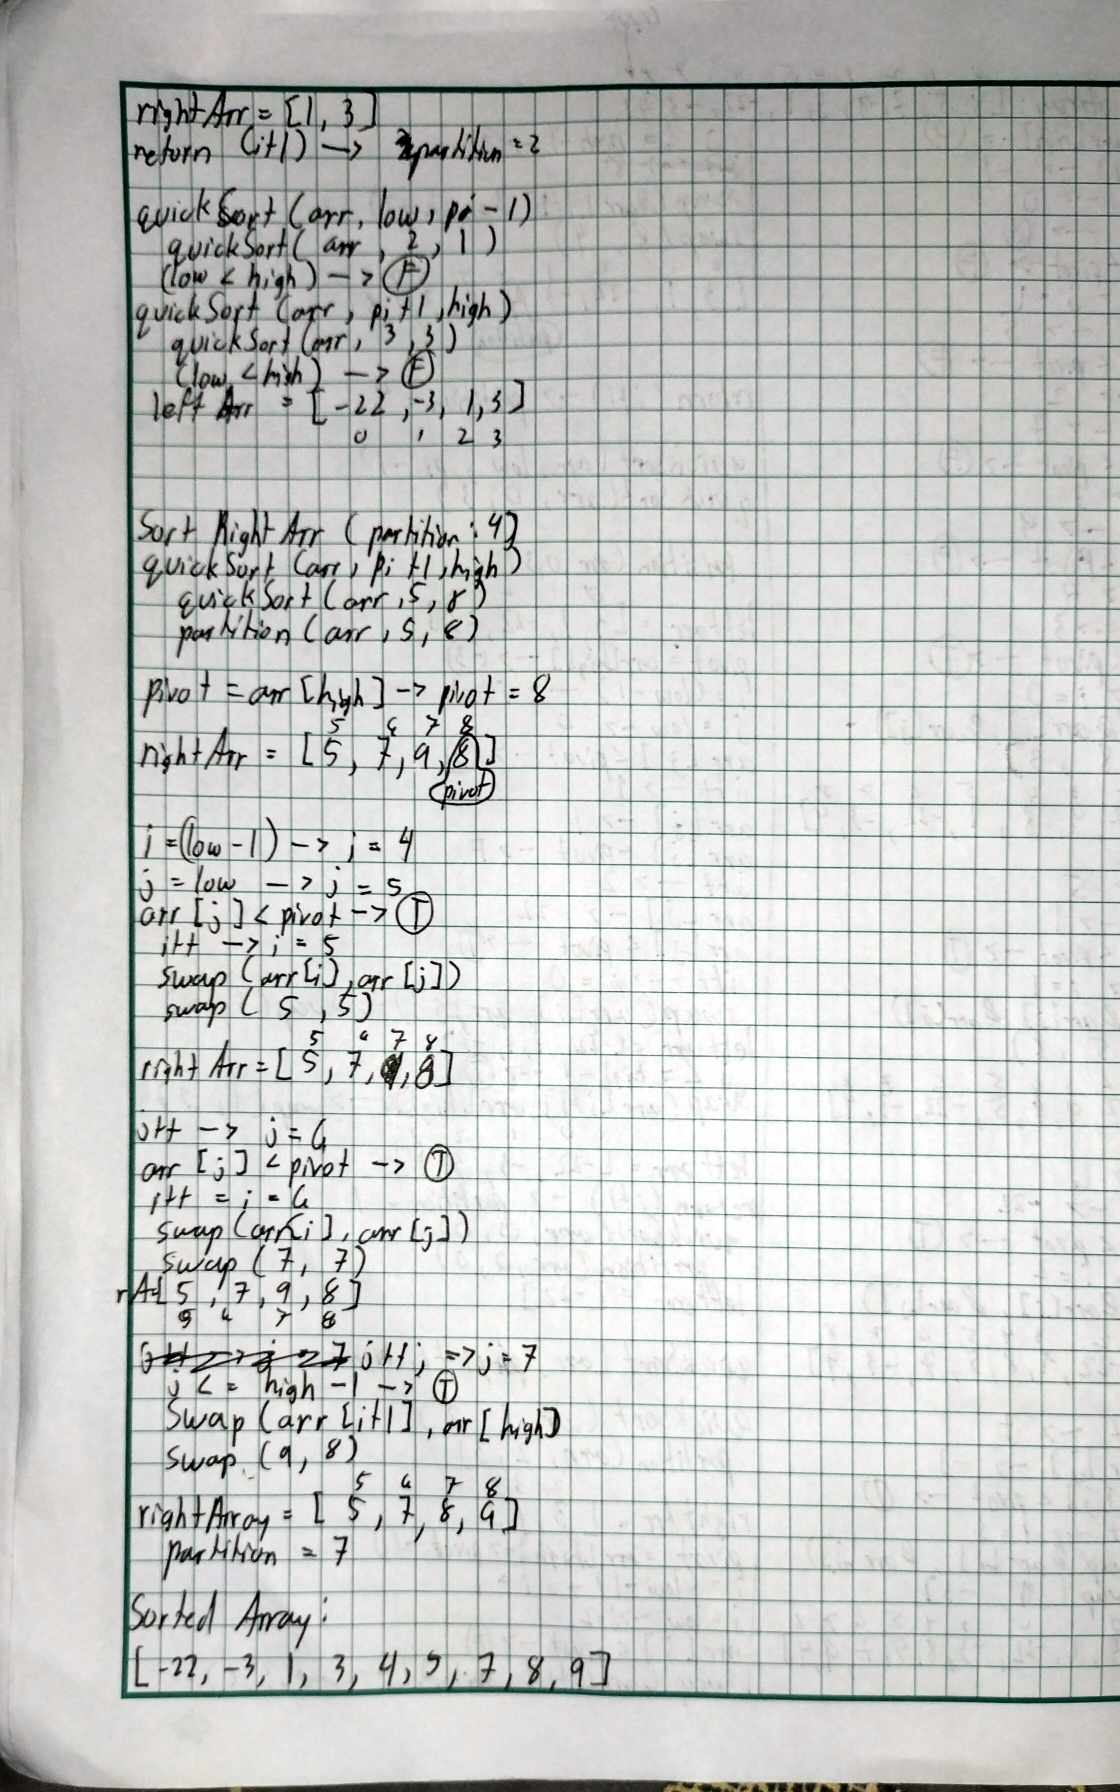 rightArr = [1, 3]
return (i+1) -> partition = 2
quickSort (arr, low, pi - 1)
quickSort( arr , 2 , 1 )
(low < high) -> F
quickSort (arr, pi+1, high)
quickSort (arr, 3, 3)
(low < high) -> F
left Arr = [ -22 , -3, 1, 3 ]
0 1 2 3
Sort Right Arr ( partition : 4)
quickSort (arr, pi +1, high)
quickSort (arr, 5, 8)
partition (arr, 5, 8)
pivot = arr [high] -> pivot = 8
5 6 7 8
rightArr = [ 5, 7, 9, 8 ]
pivot
i = (low - 1) -> i = 4
j = low -> j = 5
arr [j] < pivot -> T
i++ -> i = 5
swap (arr[i], arr [j])
swap ( 5 , 5)
5 6 7 8
right Arr = [ 5, 7, 9, 8 ]
j++ -> j = 6
arr [j] < pivot -> T
i++ = i = 6
swap (arr[i], arr [j])
swap ( 7, 7)
rA=[ 5 , 7 , 9 , 8 ]
5 6 7 8
j++; => j = 7
j <= high - 1 -> T
Swap (arr [i+1] , arr [high])
swap (9, 8)
5 6 7 8
rightArray = [ 5 , 7, 8, 9 ]
partition = 7
Sorted Array:
[-22, -3, 1, 3, 4, 5, 7, 8, 9]